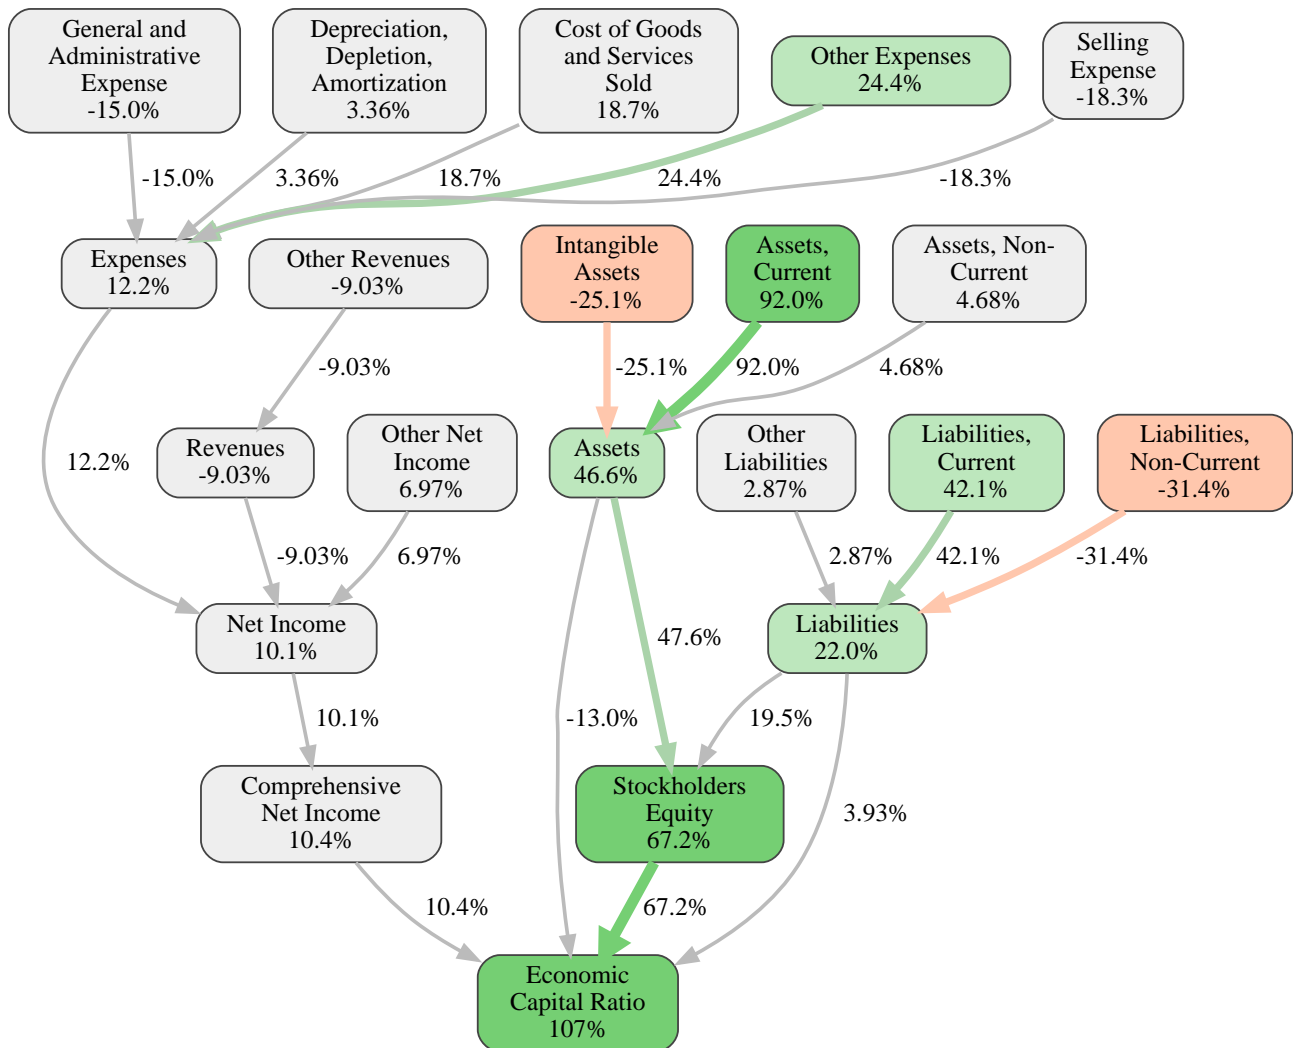 General and
Administrative
Expense
-15.0%
Depreciation,
Depletion,
Amortization
3.36%
Cost of Goods
and Services
Sold
18.7%
Other Expenses
24.4%
Selling
Expense
-18.3%
-15.0%
3.36%
18.7%
24.4%
-18.3%
Expenses
12.2%
Other Revenues
-9.03%
Intangible
Assets
-25.1%
Assets,
Current
92.0%
Assets, Non-
Current
4.68%
-9.03%
-25.1%
92.0%
4.68%
12.2%
Revenues
-9.03%
Other Net
Income
6.97%
Assets
46.6%
Other
Liabilities
2.87%
Liabilities,
Current
42.1%
Liabilities,
Non-Current
-31.4%
-9.03%
6.97%
2.87%
42.1%
-31.4%
Net Income
10.1%
47.6%
Liabilities
22.0%
10.1%
-13.0%
19.5%
Comprehensive
Net Income
10.4%
Stockholders
Equity
67.2%
3.93%
10.4%
67.2%
Economic
Capital Ratio
107%